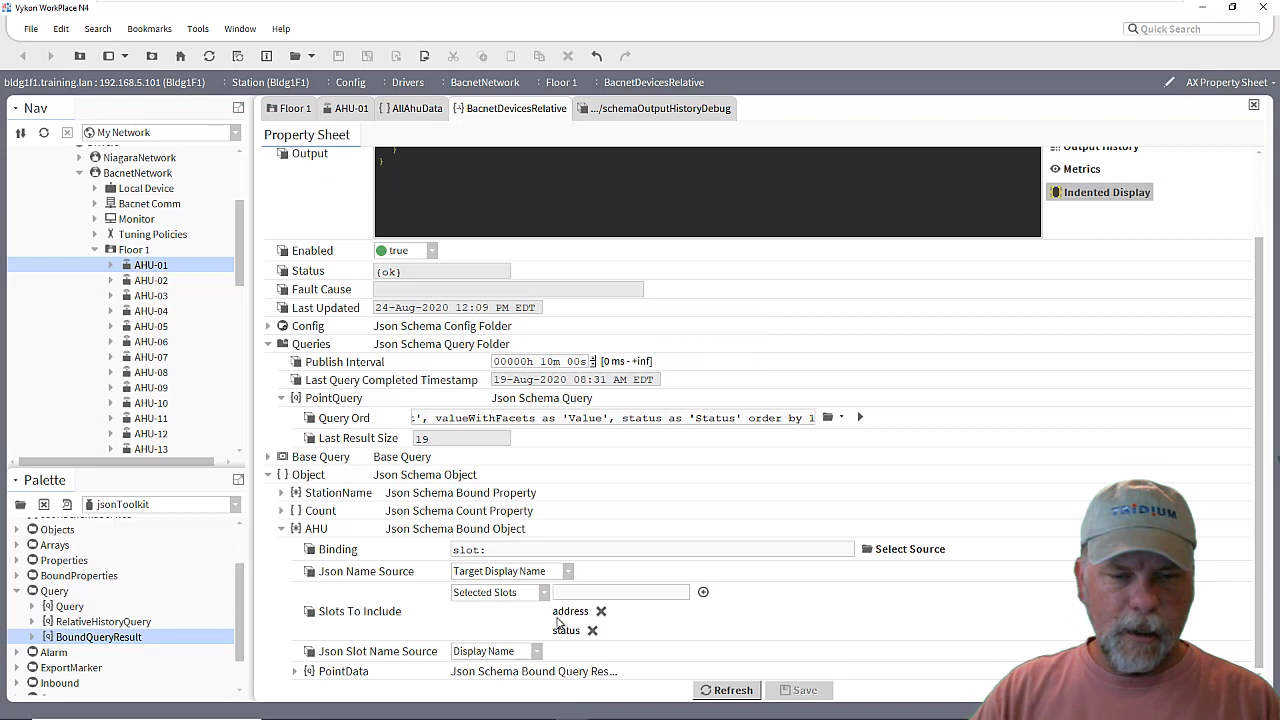 Vykon WorkPlace N4
File Edit Search Bookmarks Tools Window Help
Quick Search
bldg1f1.training.lan : 192.168.5.101 (Bldg1F1) Station (Bldg1F1) Config Drivers BacnetNetwork Floor 1 BacnetDevicesRelative AX Property Sheet
Nav
My Network
NiagaraNetwork
BacnetNetwork
Local Device
Bacnet Comm
Monitor
Tuning Policies
Floor 1
AHU-01
AHU-02
AHU-03
AHU-04
AHU-05
AHU-06
AHU-07
AHU-08
AHU-09
AHU-10
AHU-11
AHU-12
AHU-13
Palette
jsonToolkit
Objects
Arrays
Properties
BoundProperties
Query
Query
RelativeHistoryQuery
BoundQueryResult
Alarm
ExportMarker
Inbound
Floor 1 AHU-01 AllAhuData BacnetDevicesRelative .../schemaOutputHistoryDebug
Property Sheet
Output } }
Output History
Metrics
Indented Display
Enabled true
Status {ok}
Fault Cause
Last Updated 24-Aug-2020 12:09 PM EDT
Config Json Schema Config Folder
Queries Json Schema Query Folder
Publish Interval 00000h 10m 00s [0 ms - +inf]
Last Query Completed Timestamp 19-Aug-2020 08:31 AM EDT
PointQuery Json Schema Query
Query Ord :', valueWithFacets as 'Value', status as 'Status' order by 1
Last Result Size 19
Base Query Base Query
Object Json Schema Object
StationName Json Schema Bound Property
Count Json Schema Count Property
AHU Json Schema Bound Object
Binding slot: Select Source
Json Name Source Target Display Name
Selected Slots
Slots To Include address
status
Json Slot Name Source Display Name
PointData Json Schema Bound Query Res...
Refresh Save
TRIDIUM